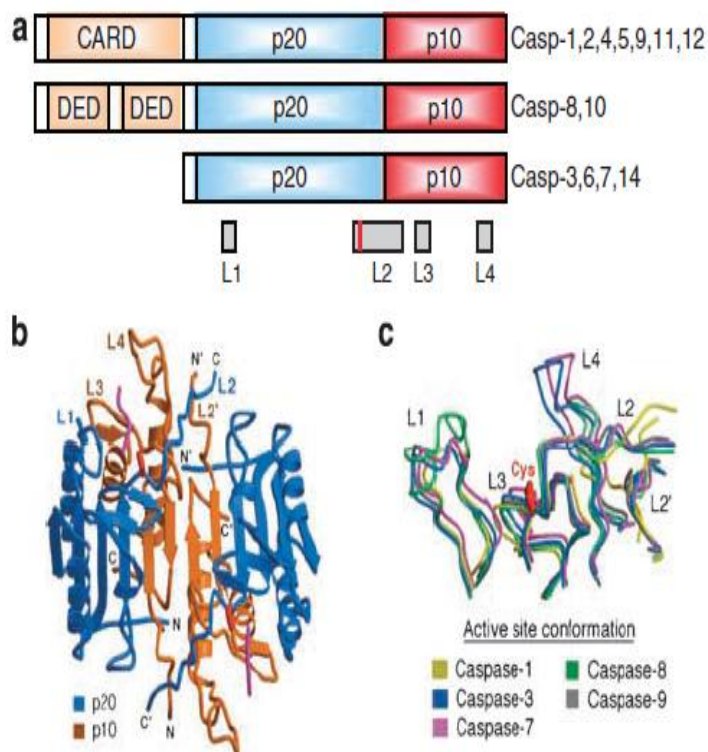 a
CARD p20 p10 Casp-1,2,4,5,9,11,12
DED DED p20 p10 Casp-8,10
p20 p10 Casp-3,6,7,14
L1 L2 L3 L4
b
L4
N' C
L3 L2
L1 L2'
N'
C'
C
N
p20
p10
C' N
c
L4
L1 L2
L3 Cys
L2'
Active site conformation
Caspase-1 Caspase-8
Caspase-3 Caspase-9
Caspase-7